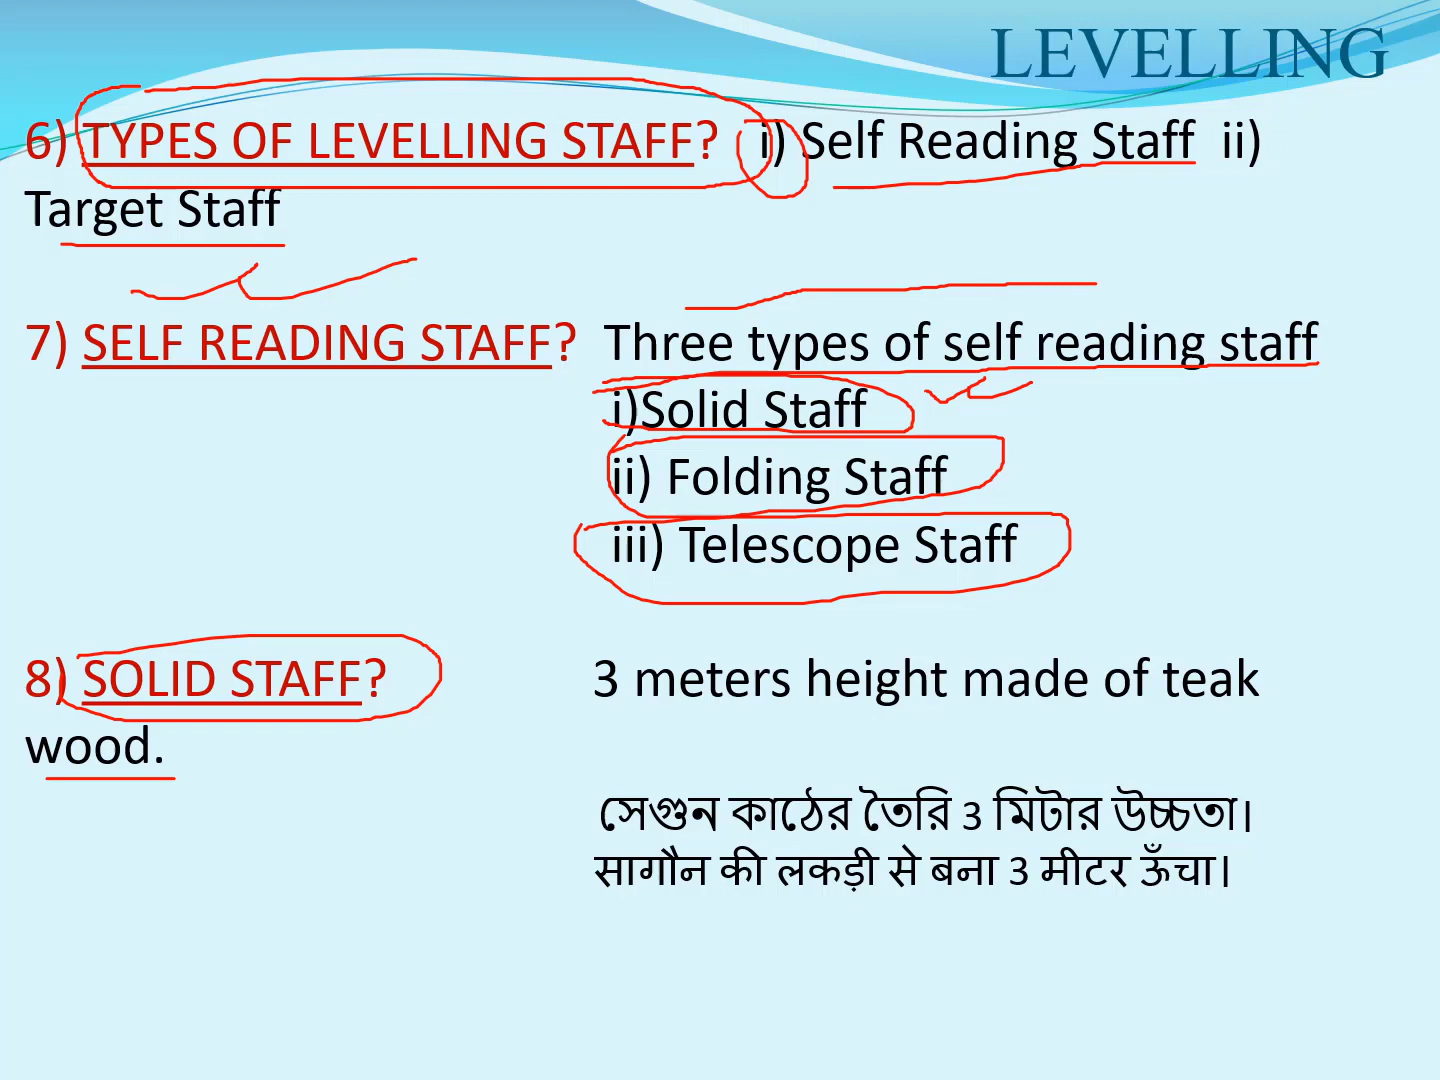 LEVELLING
6) TYPES OF LEVELLING STAFF? i) Self Reading Staff ii)
Target Staff
7) SELF READING STAFF? Three types of self reading staff
i)Solid Staff
ii) Folding Staff
iii) Telescope Staff
8) SOLID STAFF? 3 meters height made of teak
wood.
সেগুন কাঠের তৈরি 3 মিটার উচ্চতা।
सागौन की लकड़ी से बना 3 मीटर ऊँचा।